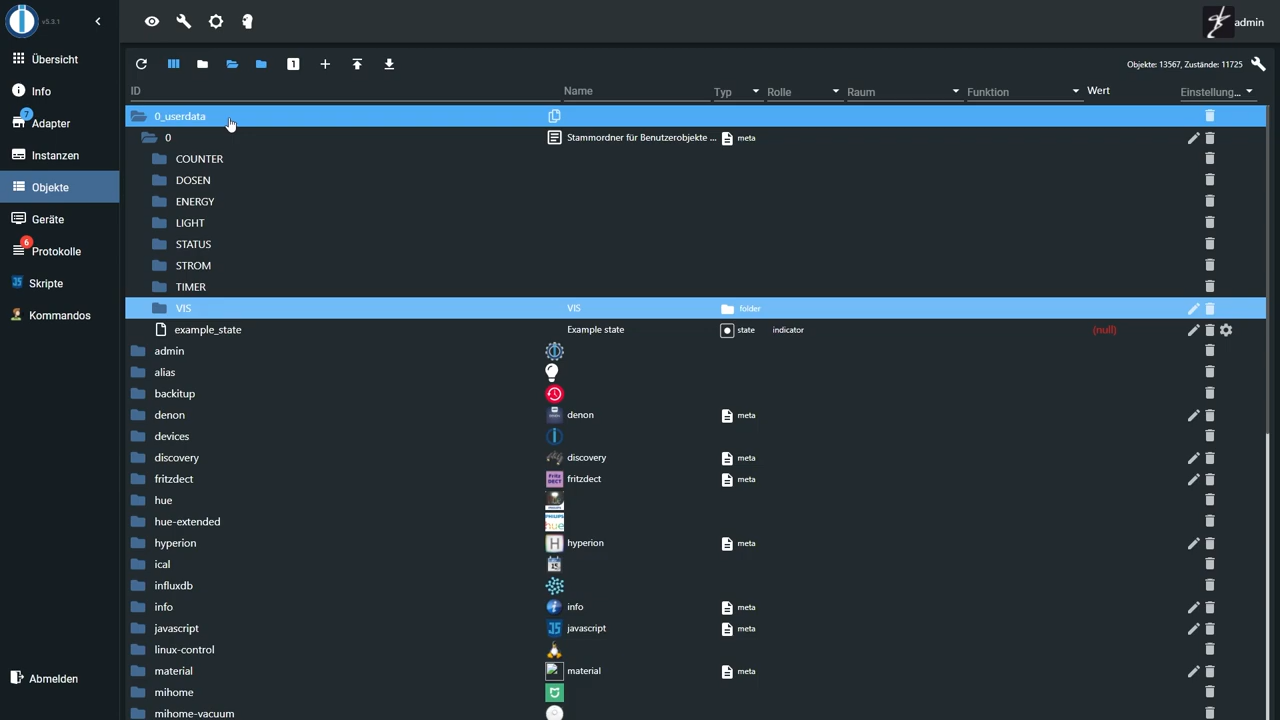 v5.3.1
admin
Übersicht
Info
7
Adapter
Instanzen
Objekte
Geräte
6
Protokolle
Skripte
Kommandos
Abmelden
1
Objekte: 13567, Zustände: 11725
ID Name Typ Rolle Raum Funktion Wert Einstellung...
0_userdata
0 Stammordner für Benutzerobjekte ... meta
COUNTER
DOSEN
ENERGY
LIGHT
STATUS
STROM
TIMER
VIS VIS folder
example_state Example state state indicator (null)
admin
alias
backitup
denon denon meta
devices
discovery discovery meta
fritzdect fritzdect meta
hue
hue-extended
hyperion hyperion meta
ical
influxdb
info info meta
javascript javascript meta
linux-control
material material meta
mihome
mihome-vacuum